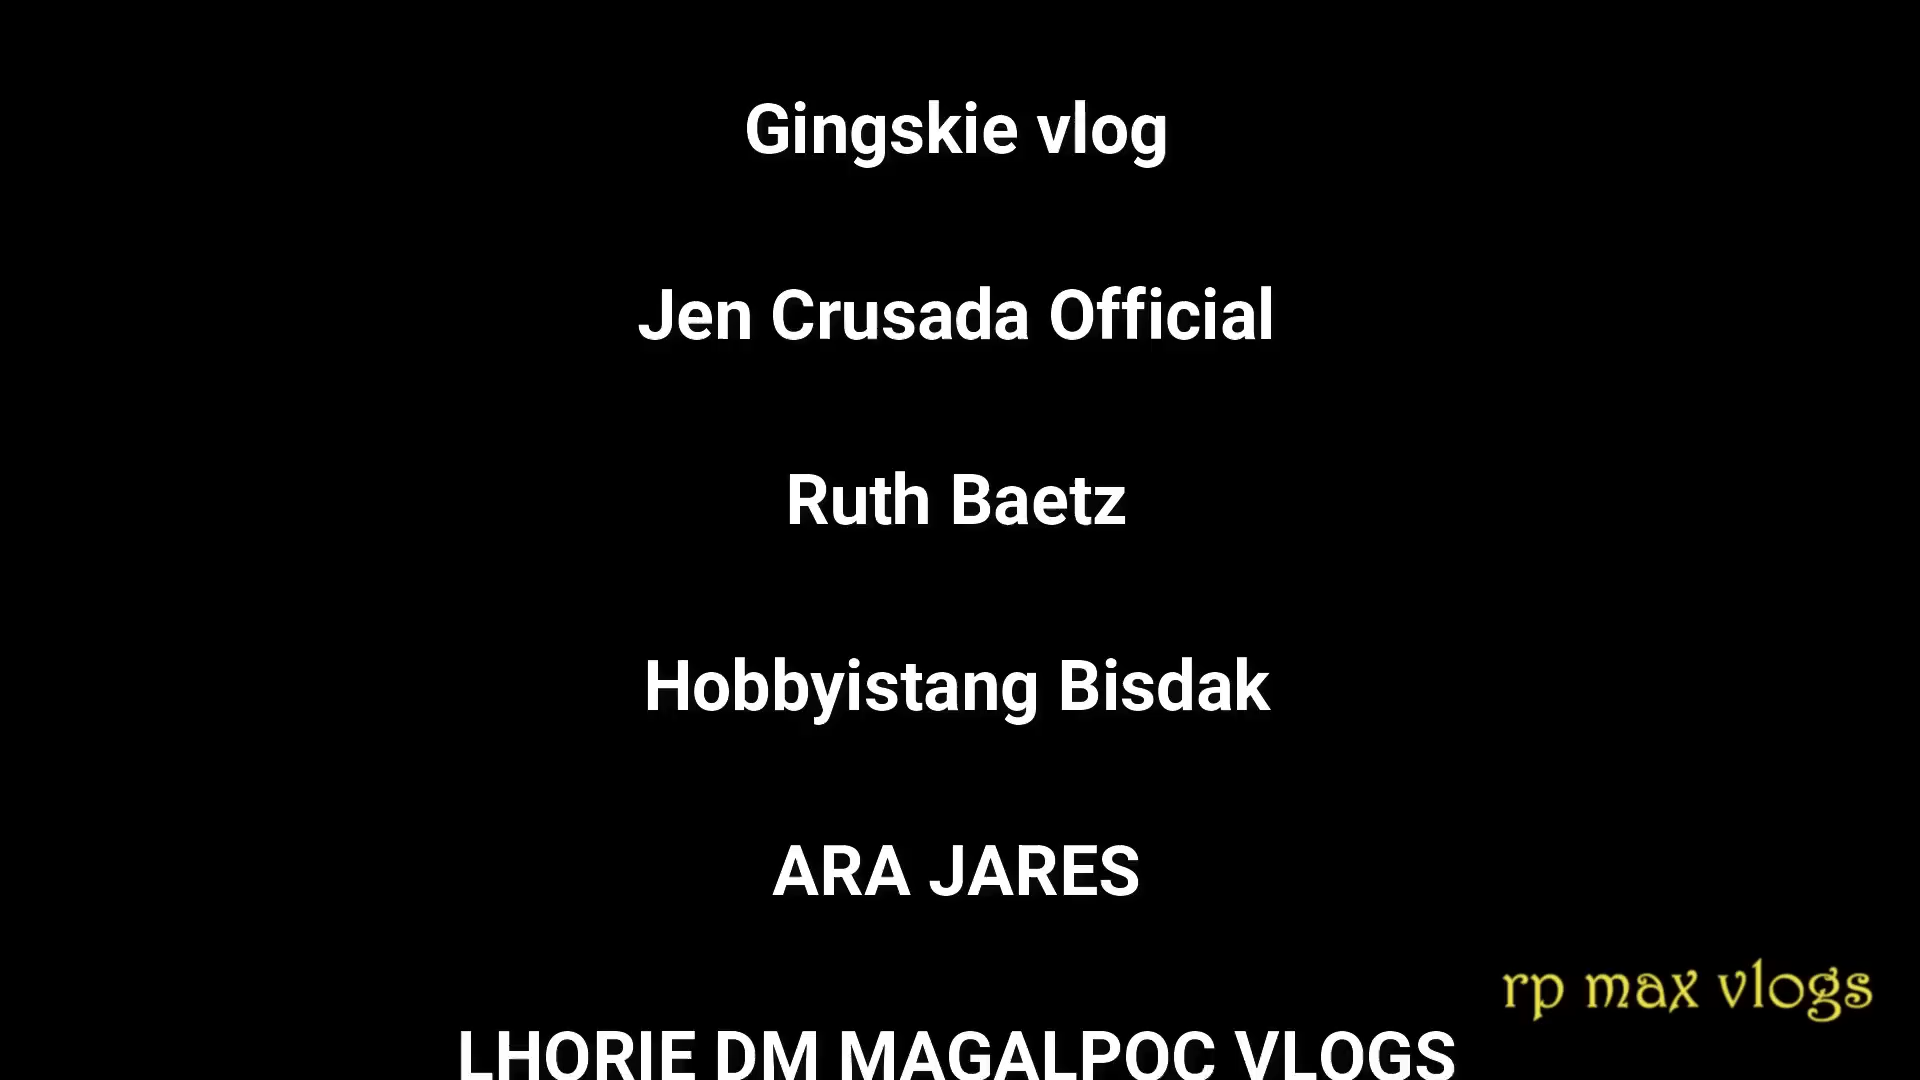 Gingskie vlog
Jen Crusada Official
Ruth Baetz
Hobbyistang Bisdak
ARA JARES
rp max vlogs
LHORIE DM MAGALPOC VLOGS